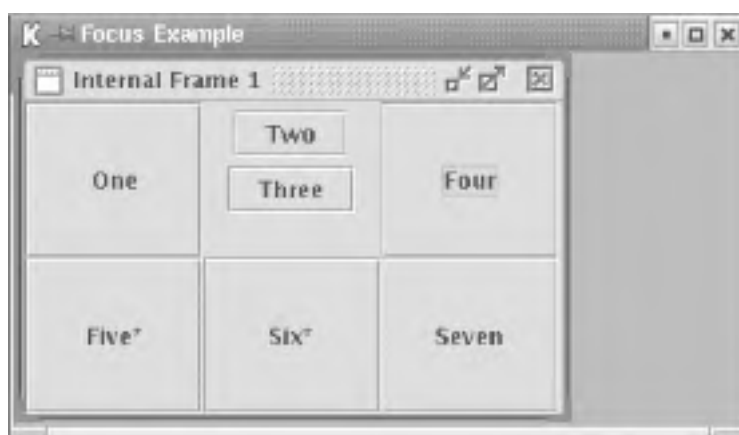 Focus Example
Internal Frame 1
One
Two
Three
Four
Five*
Six*
Seven